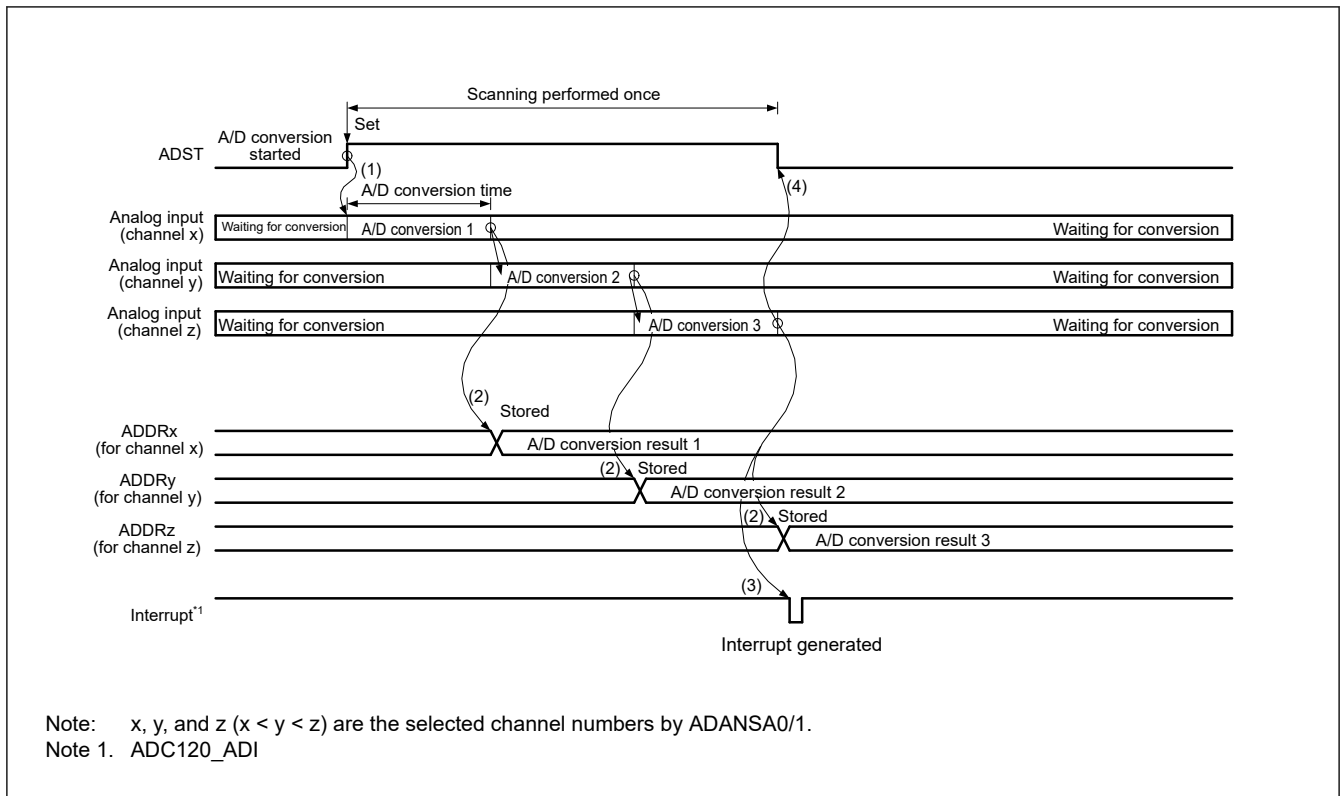 Scanning performed once
Set
A/D conversion
started
ADST
(1)
(4)
A/D conversion time
Analog input
(channel x)
Waiting for conversion
A/D conversion 1
Waiting for conversion
Analog input
(channel y)
Waiting for conversion
A/D conversion 2
Waiting for conversion
Analog input
(channel z)
Waiting for conversion
A/D conversion 3
Waiting for conversion
(2)
Stored
ADDRx
(for channel x)
A/D conversion result 1
(2)
Stored
ADDRy
(for channel y)
A/D conversion result 2
(2)
Stored
ADDRz
(for channel z)
A/D conversion result 3
(3)
Interrupt*1
Interrupt generated
Note: x, y, and z (x < y < z) are the selected channel numbers by ADANSA0/1.
Note 1. ADC120_ADI